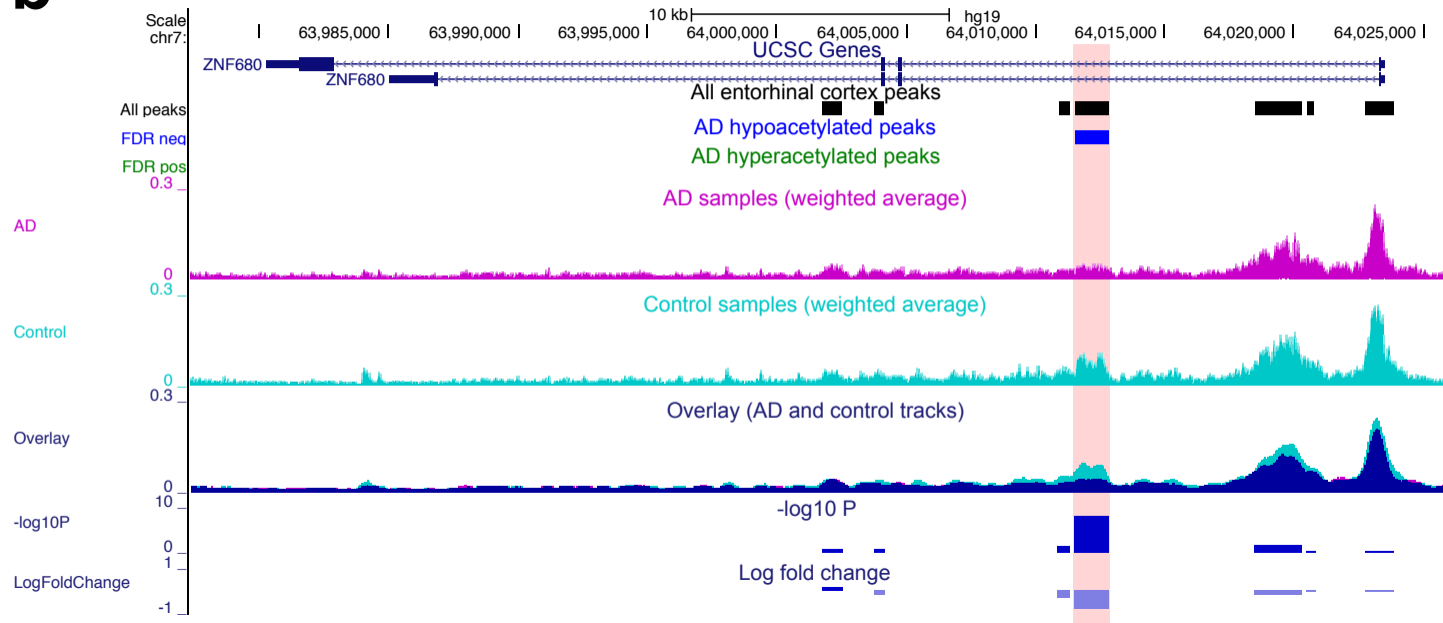 b
Scale 10 kb hg19
chr7: 63,985,000 63,990,000 63,995,000 64,000,000 64,005,000 64,010,000 64,015,000 64,020,000 64,025,000
UCSC Genes
ZNF680
ZNF680
All entorhinal cortex peaks
All peaks
AD hypoacetylated peaks
FDR neg
AD hyperacetylated peaks
FDR pos
0.3
AD samples (weighted average)
AD
0
0.3
Control samples (weighted average)
Control
0
0.3
Overlay (AD and control tracks)
Overlay
0
10
-log10 P
-log10P
0
1
Log fold change
LogFoldChange
-1